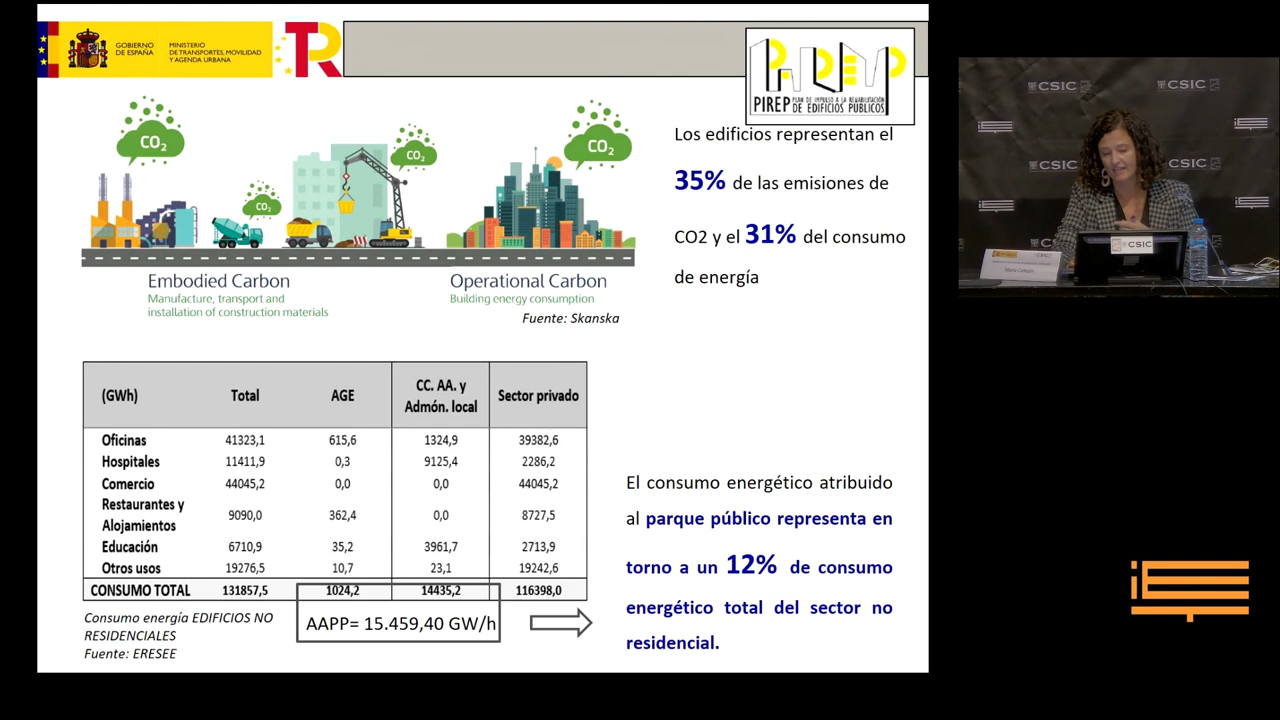 GOBIERNO
DE ESPAÑA
MINISTERIO
DE TRANSPORTES, MOVILIDAD
Y AGENDA URBANA
TR
PAREP
PIREP PLAN DE IMPULSO A LA REHABILITACIÓN
DE EDIFICIOS PÚBLICOS
CO2
CO2
CO2
CO2
Embodied Carbon
Manufacture, transport and
installation of construction materials
Operational Carbon
Building energy consumption
Fuente: Skanska
Los edificios representan el
35% de las emisiones de
CO2 y el 31% del consumo
de energía
(GWh) Total AGE CC. AA. y Admón. local Sector privado
Oficinas 41323,1 615,6 1324,9 39382,6
Hospitales 11411,9 0,3 9125,4 2286,2
Comercio 44045,2 0,0 0,0 44045,2
Restaurantes y
Alojamientos 9090,0 362,4 0,0 8727,5
Educación 6710,9 35,2 3961,7 2713,9
Otros usos 19276,5 10,7 23,1 19242,6
CONSUMO TOTAL 131857,5 1024,2 14435,2 116398,0
Consumo energía EDIFICIOS NO
RESIDENCIALES
Fuente: ERESEE
AAPP= 15.459,40 GW/h
El consumo energético atribuido
al parque público representa en
torno a un 12% de consumo
energético total del sector no
residencial.
CSIC
CSIC
CSIC
CSIC
CSIC